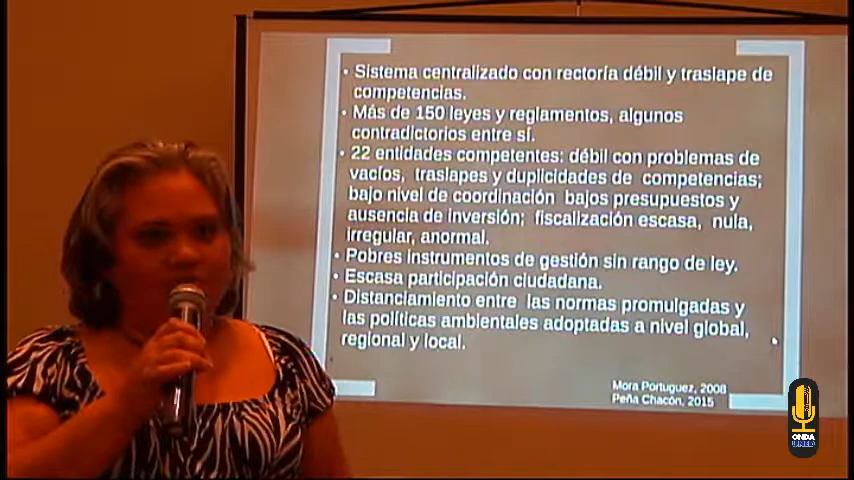 • Sistema centralizado con rectoría débil y traslape de
competencias.
• Más de 150 leyes y reglamentos, algunos
contradictorios entre sí.
• 22 entidades competentes: débil con problemas de
vacíos, traslapes y duplicidades de competencias;
bajo nivel de coordinación bajos presupuestos y
ausencia de inversión; fiscalización escasa, nula,
irregular, anormal.
• Pobres instrumentos de gestión sin rango de ley.
• Escasa participación ciudadana.
• Distanciamiento entre las normas promulgadas y
las políticas ambientales adoptadas a nivel global,
regional y local.
Mora Portuguez, 2008
Peña Chacón, 2015
ONDA
UNED